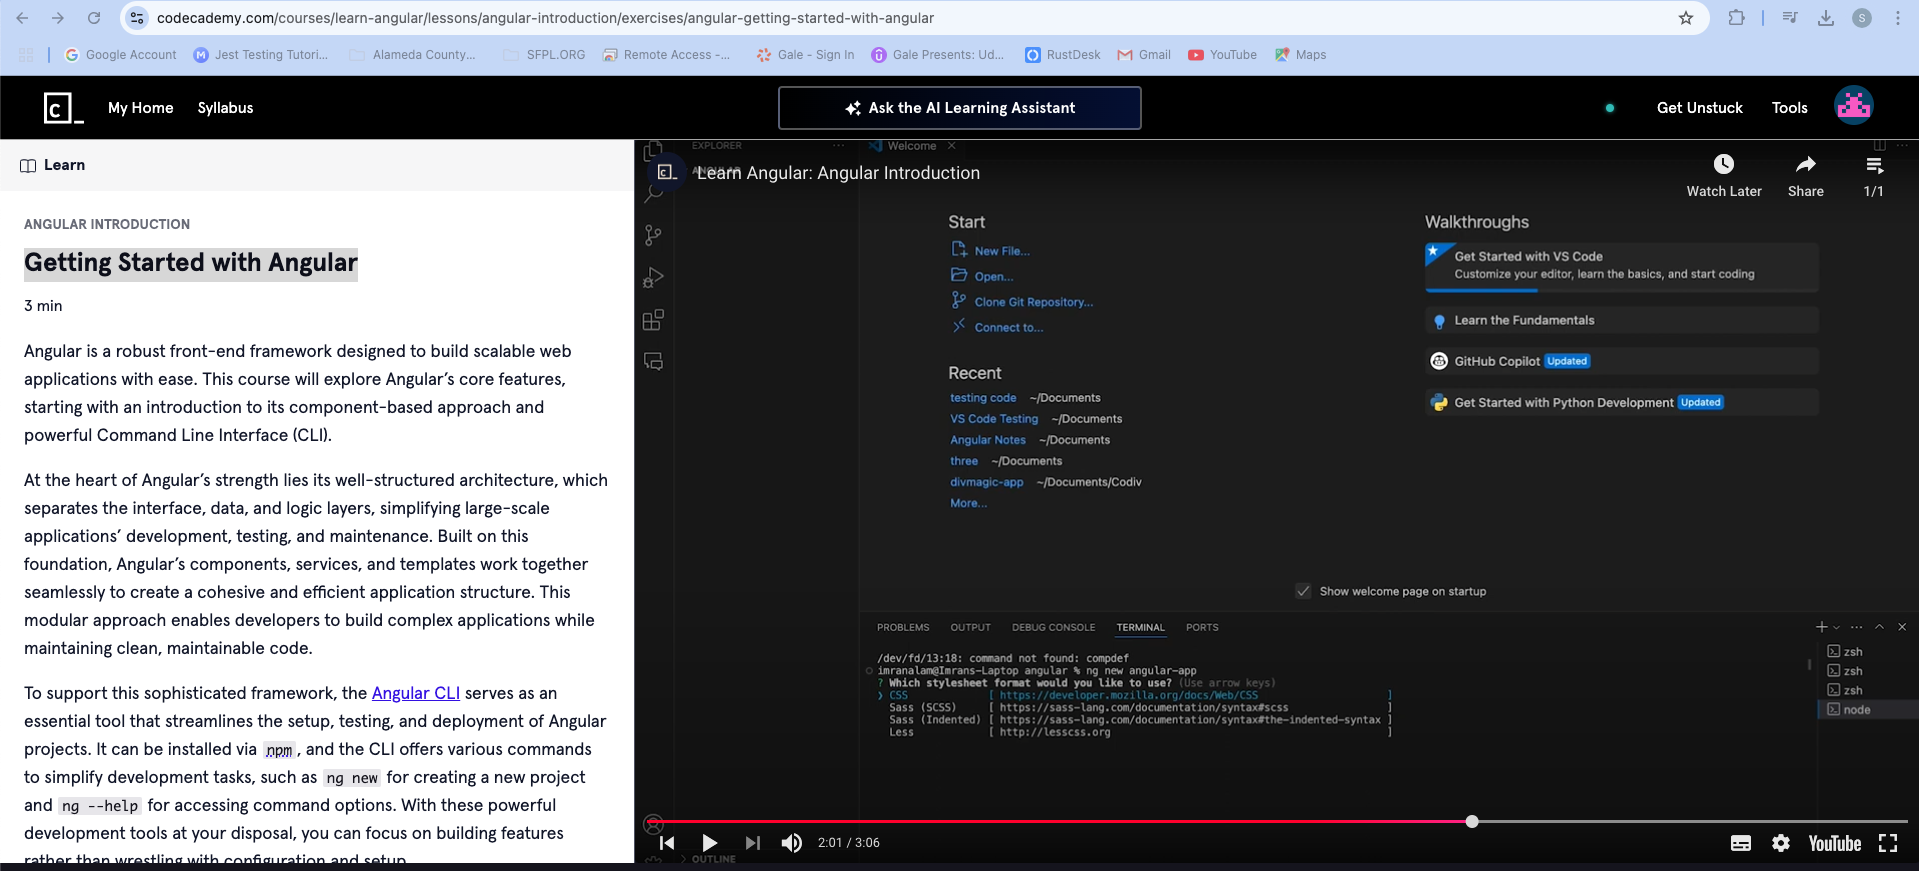 codecademy.com/courses/learn-angular/lessons/angular-introduction/exercises/angular-getting-started-with-angular
S
Google Account
Jest Testing Tutori...
Alameda County...
SFPL.ORG
Remote Access -...
Gale - Sign In
Gale Presents: Ud...
RustDesk
Gmail
YouTube
Maps
c_
My Home
Syllabus
Ask the AI Learning Assistant
Get Unstuck
Tools
Learn
ANGULAR INTRODUCTION
Getting Started with Angular
3 min
Angular is a robust front-end framework designed to build scalable web
applications with ease. This course will explore Angular's core features,
starting with an introduction to its component-based approach and
powerful Command Line Interface (CLI).
At the heart of Angular's strength lies its well-structured architecture, which
separates the interface, data, and logic layers, simplifying large-scale
applications' development, testing, and maintenance. Built on this
foundation, Angular's components, services, and templates work together
seamlessly to create a cohesive and efficient application structure. This
modular approach enables developers to build complex applications while
maintaining clean, maintainable code.
To support this sophisticated framework, the Angular CLI serves as an
essential tool that streamlines the setup, testing, and deployment of Angular
projects. It can be installed via npm, and the CLI offers various commands
to simplify development tasks, such as ng new for creating a new project
and ng --help for accessing command options. With these powerful
development tools at your disposal, you can focus on building features
rather than wrestling with configuration and setup.
EXPLORER
ANGULAR
Welcome
c_
Learn Angular: Angular Introduction
Watch Later
Share
1/1
Start
New File...
Open...
Clone Git Repository...
Connect to...
Recent
testing code ~/Documents
VS Code Testing ~/Documents
Angular Notes ~/Documents
three ~/Documents
divmagic-app ~/Documents/Codiv
More...
Walkthroughs
Get Started with VS Code
Customize your editor, learn the basics, and start coding
Learn the Fundamentals
GitHub Copilot Updated
Get Started with Python Development Updated
Show welcome page on startup
PROBLEMS OUTPUT DEBUG CONSOLE TERMINAL PORTS
/dev/fd/13:18: command not found: compdef
imranalam@Imrans-Laptop angular % ng new angular-app
? Which stylesheet format would you like to use? (Use arrow keys)
❯ CSS [ https://developer.mozilla.org/docs/Web/CSS ]
Sass (SCSS) [ https://sass-lang.com/documentation/syntax#scss ]
Sass (Indented) [ https://sass-lang.com/documentation/syntax#the-indented-syntax ]
Less [ http://lesscss.org ]
zsh
zsh
zsh
node
2:01 / 3:06
YouTube
OUTLINE